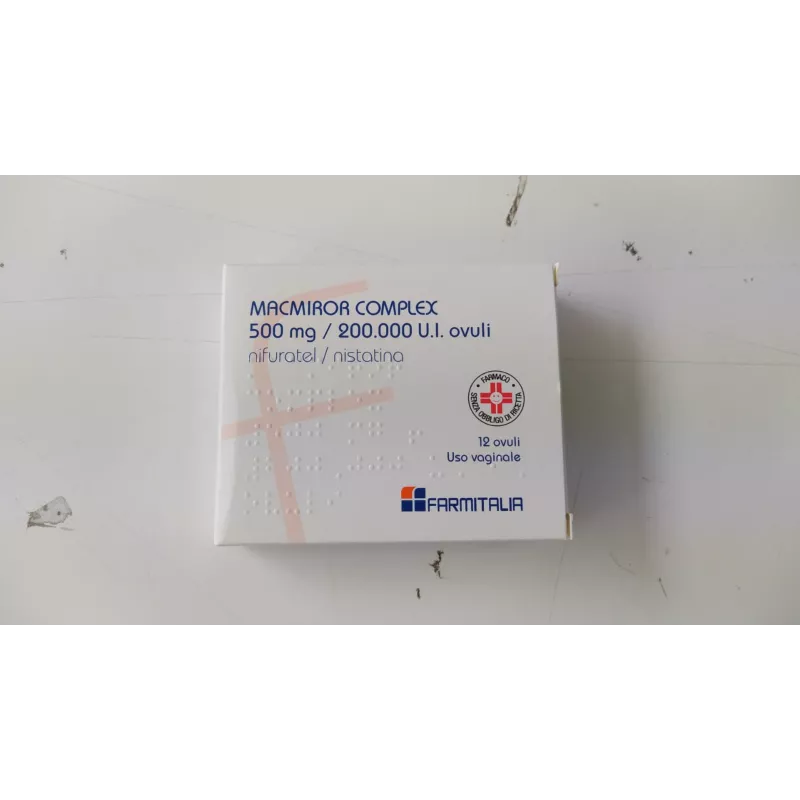 MACMIROR COMPLEX
500 mg / 200.000 U.I. ovuli
nifuratel / nistatina
FARMACO
SENZA OBBLIGO DI RICETTA
12 ovuli
Uso vaginale
FARMITALIA